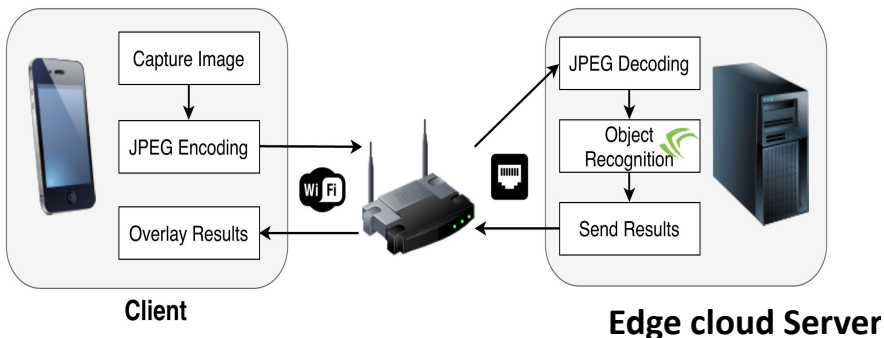 Capture Image
JPEG Encoding
Overlay Results
Client
Wi Fi
JPEG Decoding
Object
Recognition
Send Results
Edge cloud Server